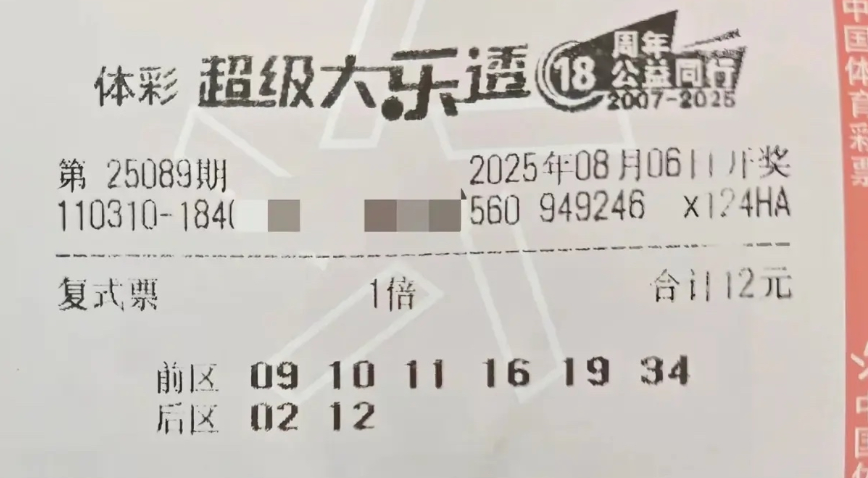 体彩 超级大乐透 18 周年 公益同行 2007-2025
第 25089期 2025年08月06日开奖
110310-184 560 949246 x124HA
复式票 1倍 合计12元
前区 09 10 11 16 19 34
后区 02 12
中国体育彩票
中国体